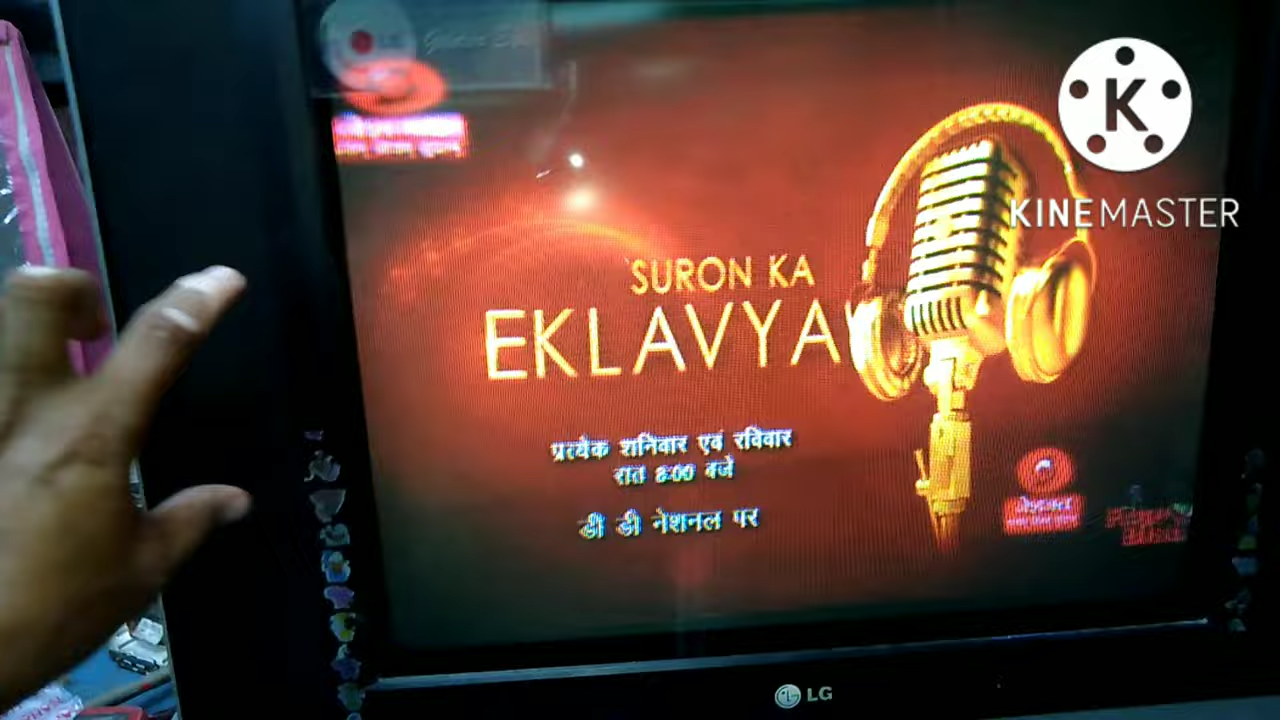 KINEMASTER
SURON KA
EKLAVYA
प्रत्येक शनिवार एवं रविवार
रात 8:00 बजे
डी डी नेशनल पर
LG